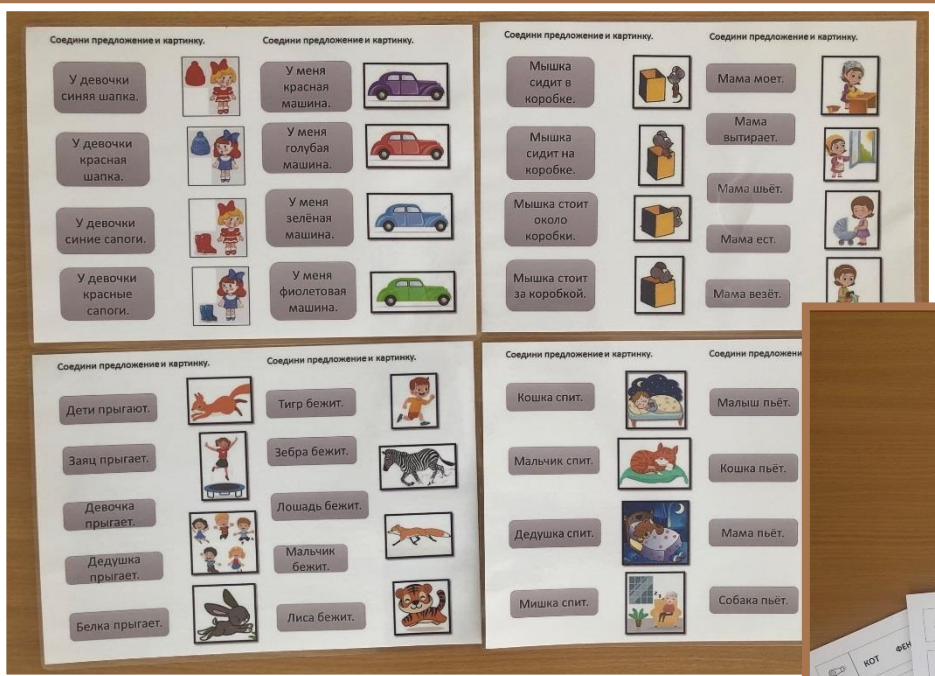 Соедини предложение и картинку.
У девочки
синяя шапка.
У девочки
красная
шапка.
У девочки
синие сапоги.
У девочки
красные
сапоги.
Соедини предложение и картинку.
У меня
красная
машина.
У меня
голубая
машина.
У меня
зелёная
машина.
У меня
фиолетовая
машина.
Соедини предложение и картинку.
Мышка
сидит в
коробке.
Мышка
сидит на
коробке.
Мышка стоит
около
коробки.
Мышка стоит
за коробкой.
Соедини предложение и картинку.
Мама моет.
Мама
вытирает.
Мама шьёт.
Мама ест.
Мама везёт.
Соедини предложение и картинку.
Дети прыгают.
Заяц прыгает.
Девочка
прыгает.
Дедушка
прыгает.
Белка прыгает.
Соедини предложение и картинку.
Тигр бежит.
Зебра бежит.
Лошадь бежит.
Мальчик
бежит.
Лиса бежит.
Соедини предложение и картинку.
Кошка спит.
Мальчик спит.
Дедушка спит.
Мишка спит.
Соедини предложени
Малыш пьёт.
Кошка пьёт.
Мама пьёт.
Собака пьёт.
КОТ ФЕН